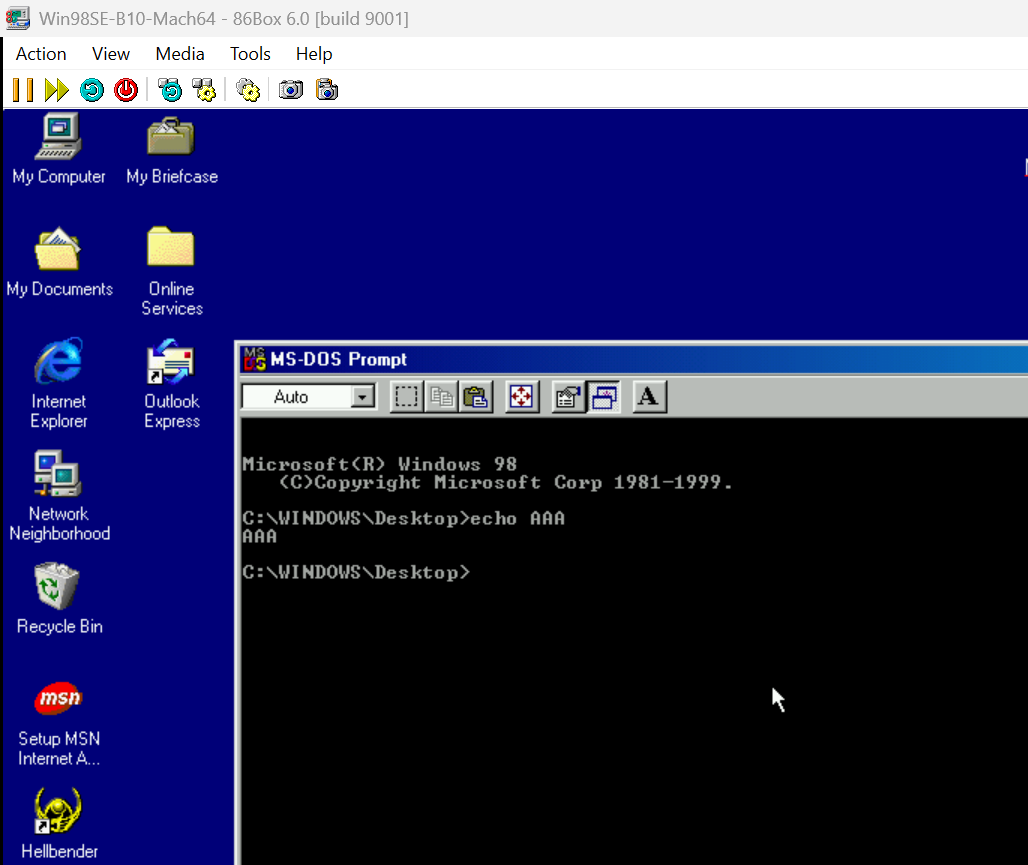 Win98SE-B10-Mach64 - 86Box 6.0 [build 9001]
Action View Media Tools Help
My Computer
My Briefcase
My Documents
Online
Services
Internet
Explorer
Outlook
Express
Network
Neighborhood
Recycle Bin
msn
Setup MSN
Internet A...
Hellbender
MS-DOS Prompt
Auto
A
Microsoft(R) Windows 98
(C)Copyright Microsoft Corp 1981-1999.
C:\WINDOWS\Desktop>echo AAA
AAA
C:\WINDOWS\Desktop>